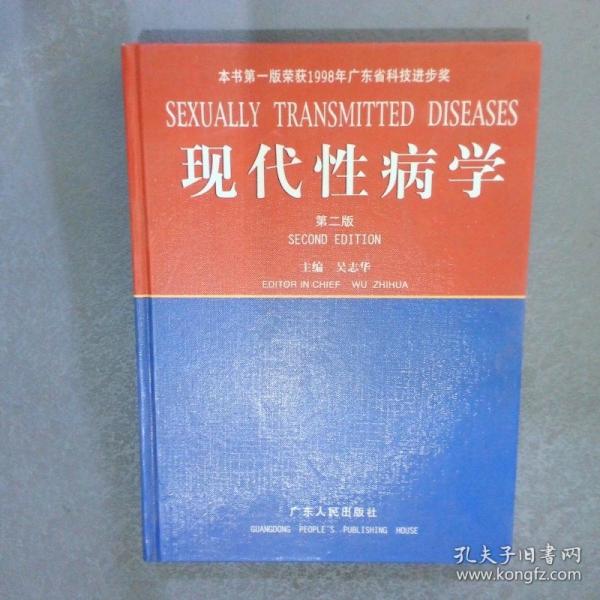 本书第一版荣获1998年广东省科技进步奖
SEXUALLY TRANSMITTED DISEASES
现代性病学
第二版
SECOND EDITION
主编 吴志华
EDITOR IN CHIEF WU ZHIHUA
广东人民出版社
GUANGDONG PEOPLE'S PUBLISHING HOUSE
孔夫子旧书网
www.kongfz.com